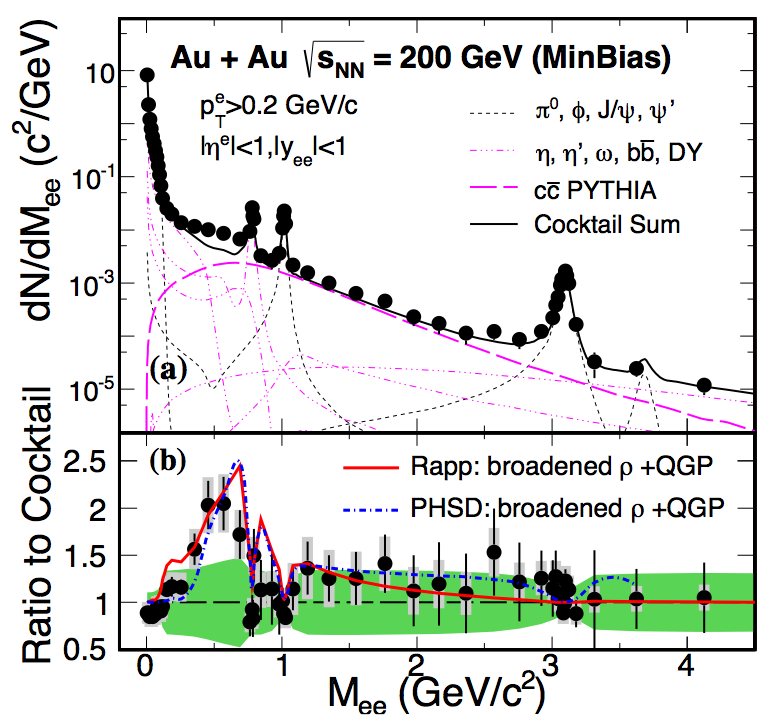 Au + Au √sNN = 200 GeV (MinBias)
pTe>0.2 GeV/c
|ηe|<1,|yee|<1
π0, ϕ, J/ψ, ψ’
η, η’, ω, bb̅, DY
cc̅ PYTHIA
Cocktail Sum
dN/dMee (c2/GeV)
10
10-1
10-3
10-5
(a)
(b)
Rapp: broadened ρ +QGP
PHSD: broadened ρ +QGP
Ratio to Cocktail
2.5
2
1.5
1
0.5
0 1 2 3 4
Mee (GeV/c2)